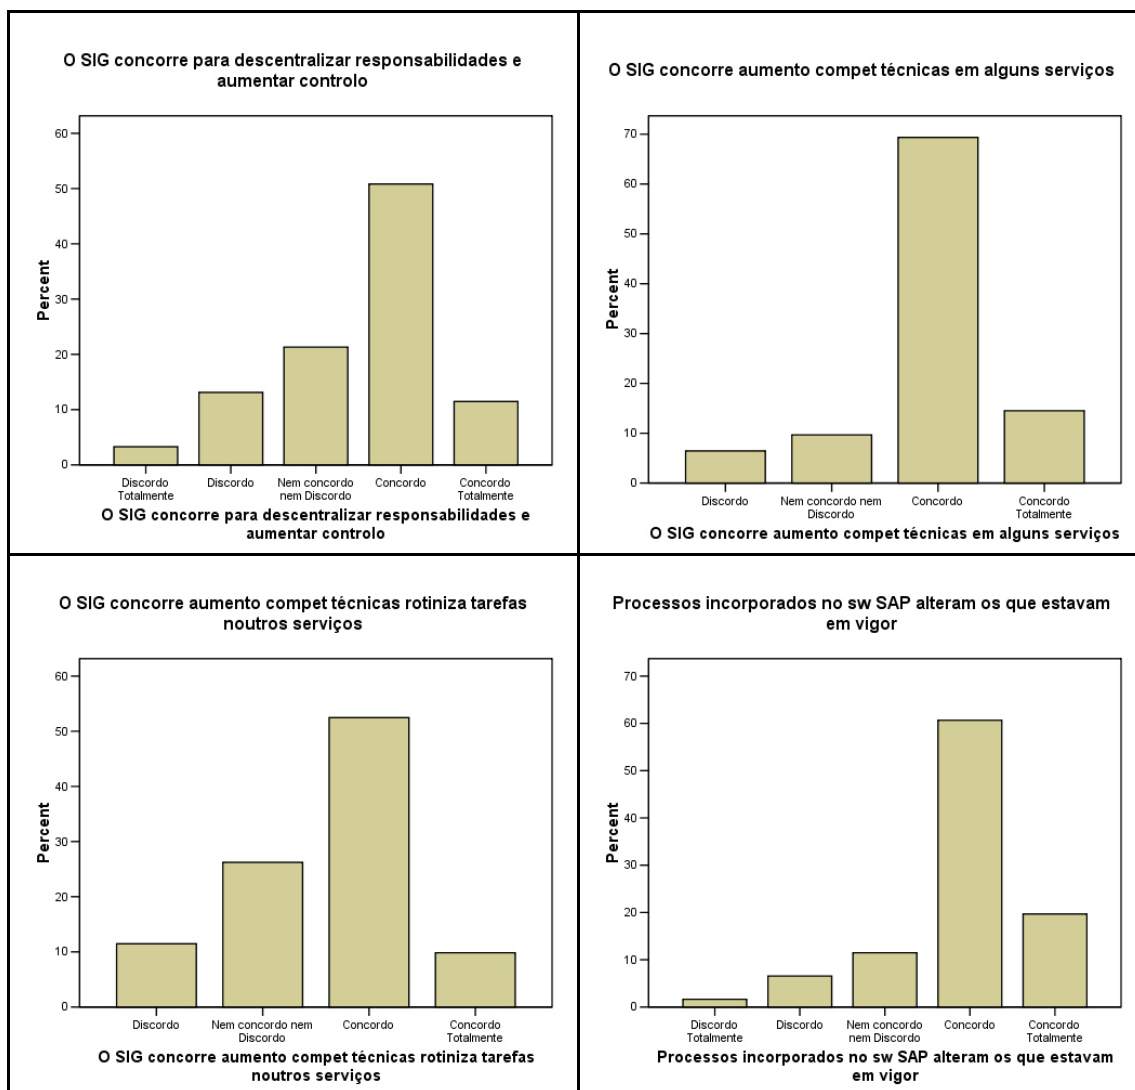 O SIG concorre para descentralizar responsabilidades e
aumentar controlo
Percent
60
50
40
30
20
10
0
Discordo
Totalmente
Discordo
Nem concordo
nem Discordo
Concordo
Concordo
Totalmente
O SIG concorre para descentralizar responsabilidades e
aumentar controlo
O SIG concorre aumento compet técnicas em alguns serviços
Percent
70
60
50
40
30
20
10
0
Discordo
Nem concordo nem
Discordo
Concordo
Concordo
Totalmente
O SIG concorre aumento compet técnicas em alguns serviços
O SIG concorre aumento compet técnicas rotiniza tarefas
noutros serviços
Percent
60
50
40
30
20
10
0
Discordo
Nem concordo nem
Discordo
Concordo
Concordo
Totalmente
O SIG concorre aumento compet técnicas rotiniza tarefas
noutros serviços
Processos incorporados no sw SAP alteram os que estavam
em vigor
Percent
70
60
50
40
30
20
10
0
Discordo
Totalmente
Discordo
Nem concordo
nem Discordo
Concordo
Concordo
Totalmente
Processos incorporados no sw SAP alteram os que estavam
em vigor